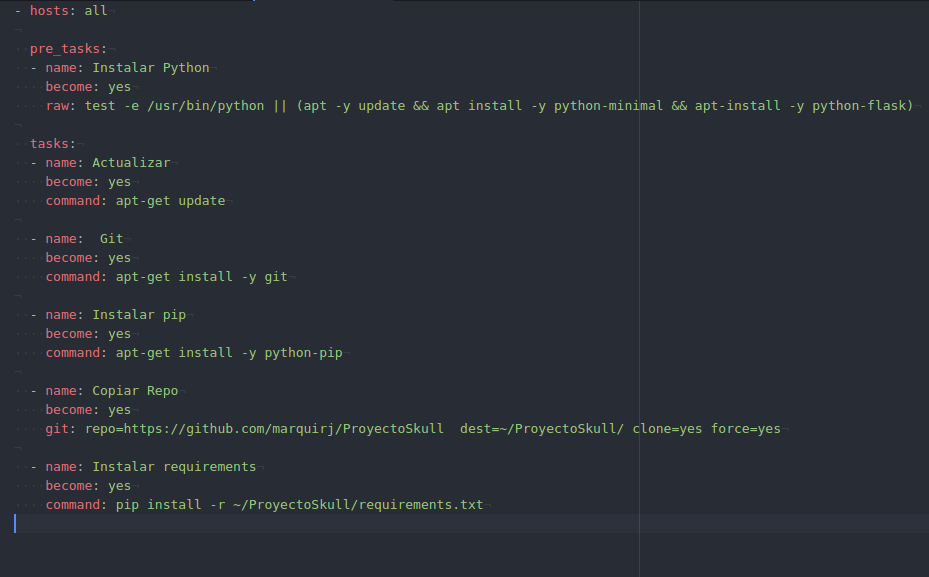 - hosts: all
pre_tasks:
- name: Instalar Python
become: yes
raw: test -e /usr/bin/python || (apt -y update && apt install -y python-minimal && apt-install -y python-flask)
tasks:
- name: Actualizar
become: yes
command: apt-get update
- name:  Git
become: yes
command: apt-get install -y git
- name: Instalar pip
become: yes
command: apt-get install -y python-pip
- name: Copiar Repo
become: yes
git: repo=https://github.com/marquirj/ProyectoSkull  dest=~/ProyectoSkull/ clone=yes force=yes
- name: Instalar requirements
become: yes
command: pip install -r ~/ProyectoSkull/requirements.txt